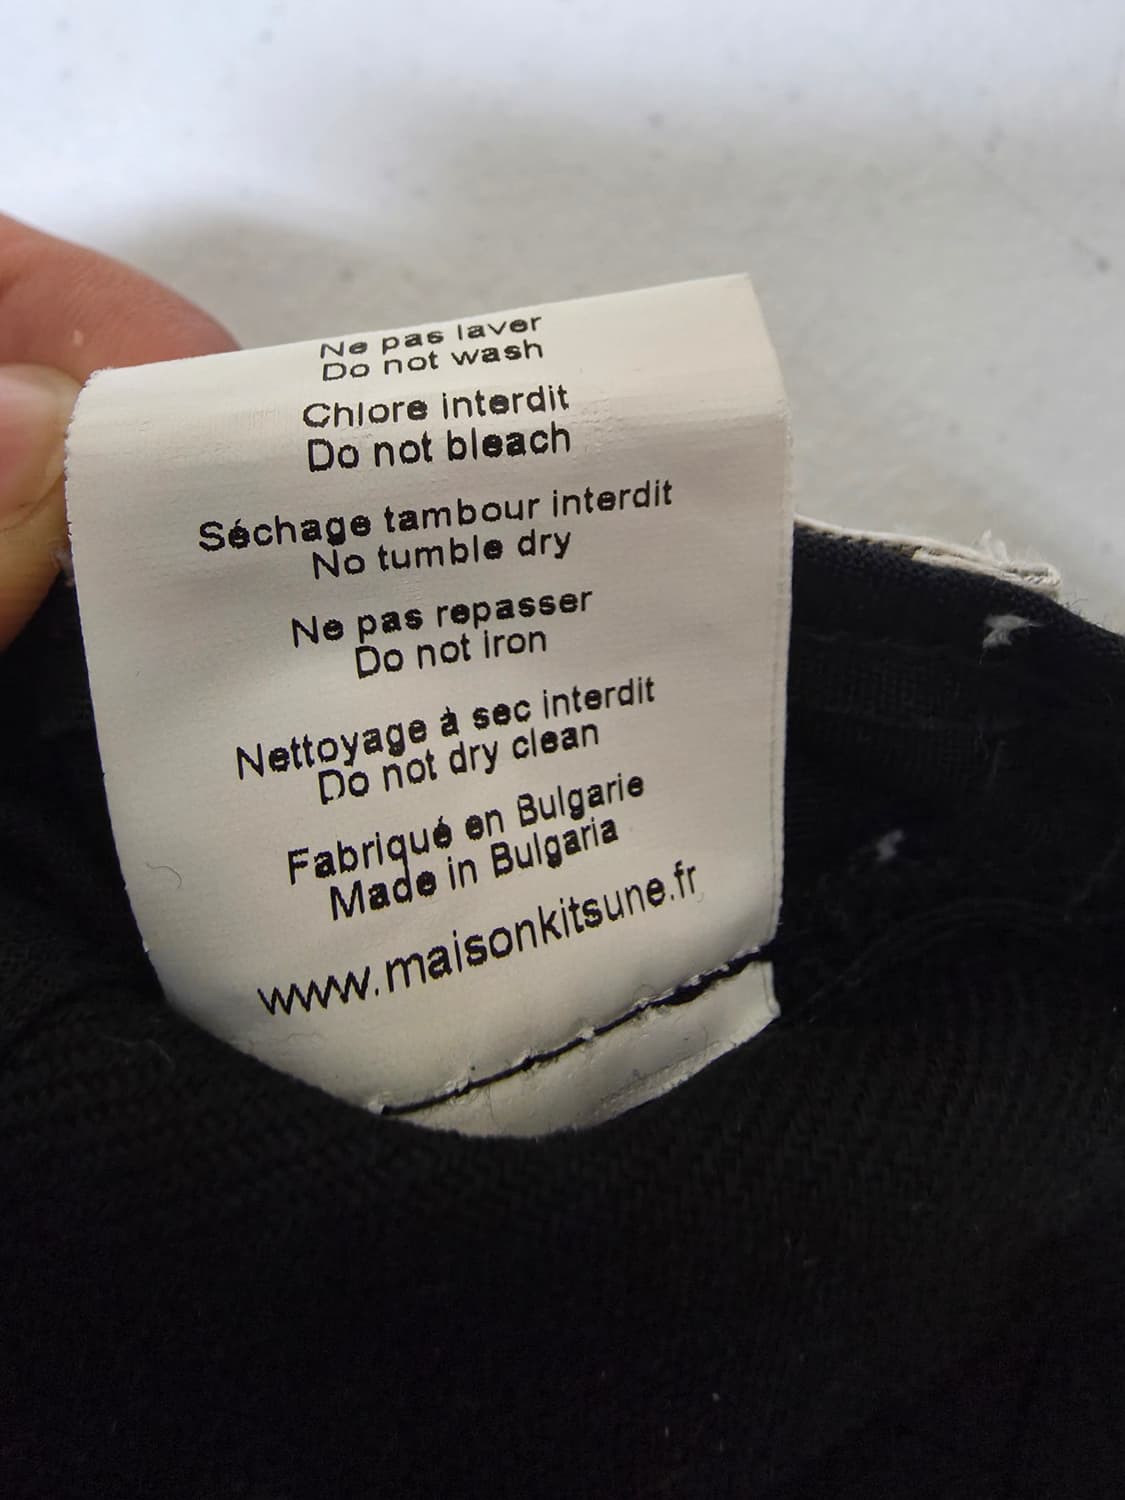 Ne pas laver
Do not wash
Chlore interdit
Do not bleach
Séchage tambour interdit
No tumble dry
Ne pas repasser
Do not iron
Nettoyage à sec interdit
Do not dry clean
Fabriqué en Bulgarie
Made in Bulgaria
www.maisonkitsune.fr